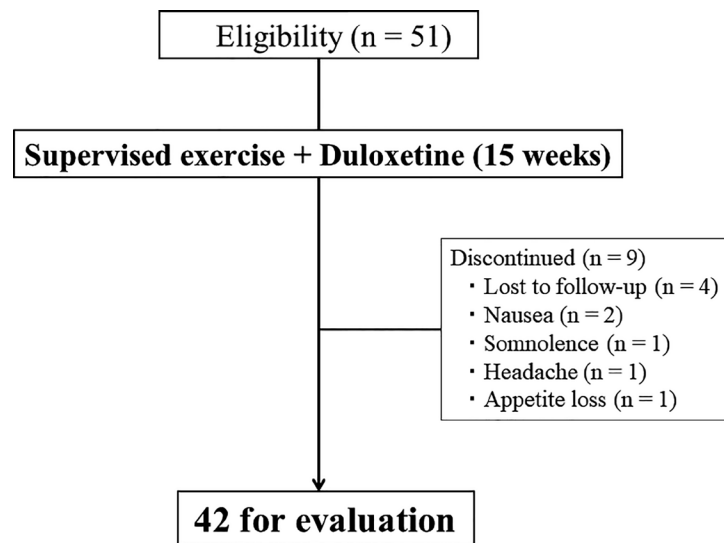 Eligibility (n = 51)
Supervised exercise + Duloxetine (15 weeks)
Discontinued (n = 9)
・Lost to follow-up (n = 4)
・Nausea (n = 2)
・Somnolence (n = 1)
・Headache (n = 1)
・Appetite loss (n = 1)
42 for evaluation